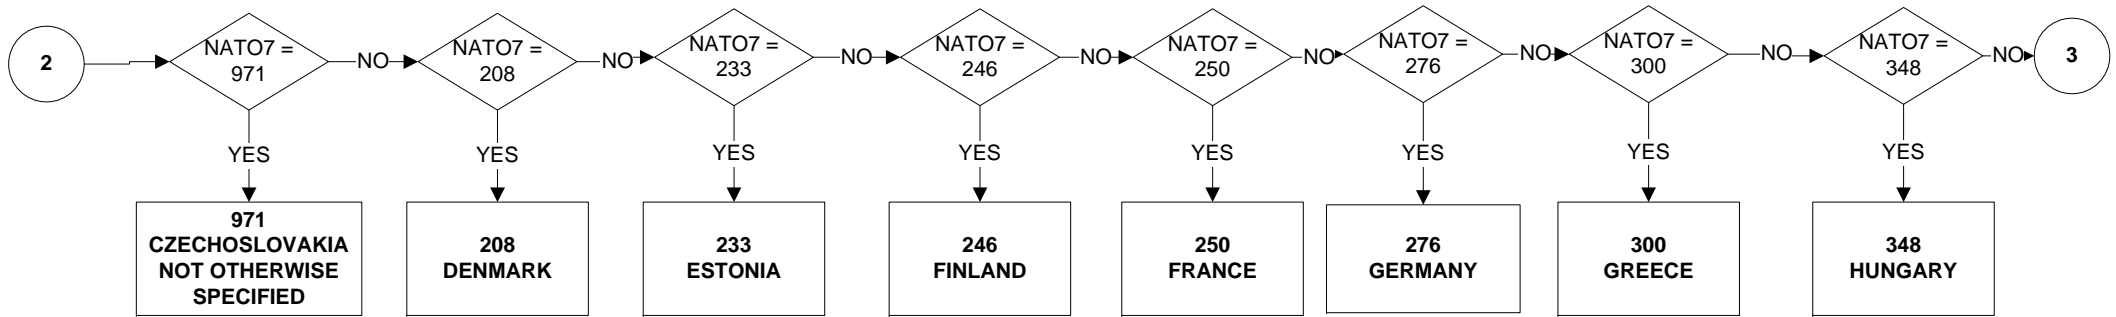 2
NATO7 =
971
NO
NATO7 =
208
NO
NATO7 =
233
NO
NATO7 =
246
NO
NATO7 =
250
NO
NATO7 =
276
NO
NATO7 =
300
NO
NATO7 =
348
NO
3
YES
YES
YES
YES
YES
YES
YES
YES
971
CZECHOSLOVAKIA
NOT OTHERWISE
SPECIFIED
208
DENMARK
233
ESTONIA
246
FINLAND
250
FRANCE
276
GERMANY
300
GREECE
348
HUNGARY